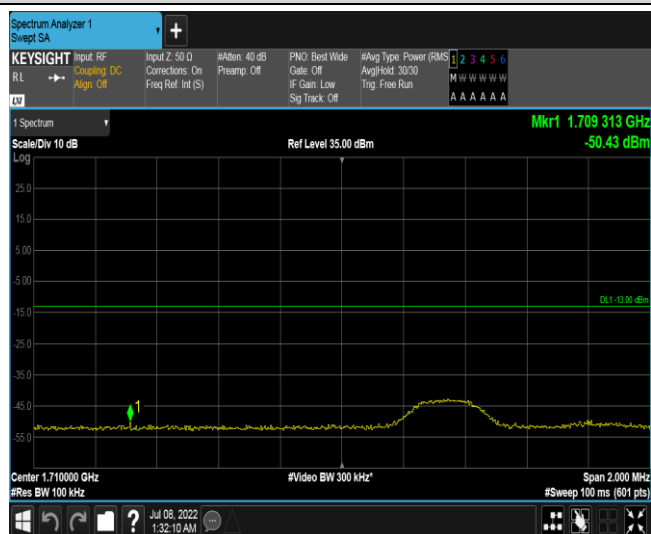 Spectrum Analyzer 1
Swept SA
+
KEYSIGHT
RL
LXI
Input: RF
Coupling: DC
Align: Off
Input Z: 50 Ω
Corrections: On
Freq Ref: Int (S)
#Atten: 40 dB
Preamp: Off
PNO: Best Wide
Gate: Off
IF Gain: Low
Sig Track: Off
#Avg Type: Power (RMS
Avg|Hold: 30/30
Trig: Free Run
1 2 3 4 5 6
M W W W W W
A A A A A A
1 Spectrum
Mkr1 1.709 313 GHz
Scale/Div 10 dB
Ref Level 35.00 dBm
-50.43 dBm
Log
25.0
15.0
5.00
-5.00
DL1 -13.00 dBm
-15.0
-25.0
-35.0
-45.0
1
-55.0
Center 1.710000 GHz
#Video BW 300 kHz*
Span 2.000 MHz
#Res BW 100 kHz
#Sweep 100 ms (601 pts)
?
Jul 08, 2022
1:32:10 AM